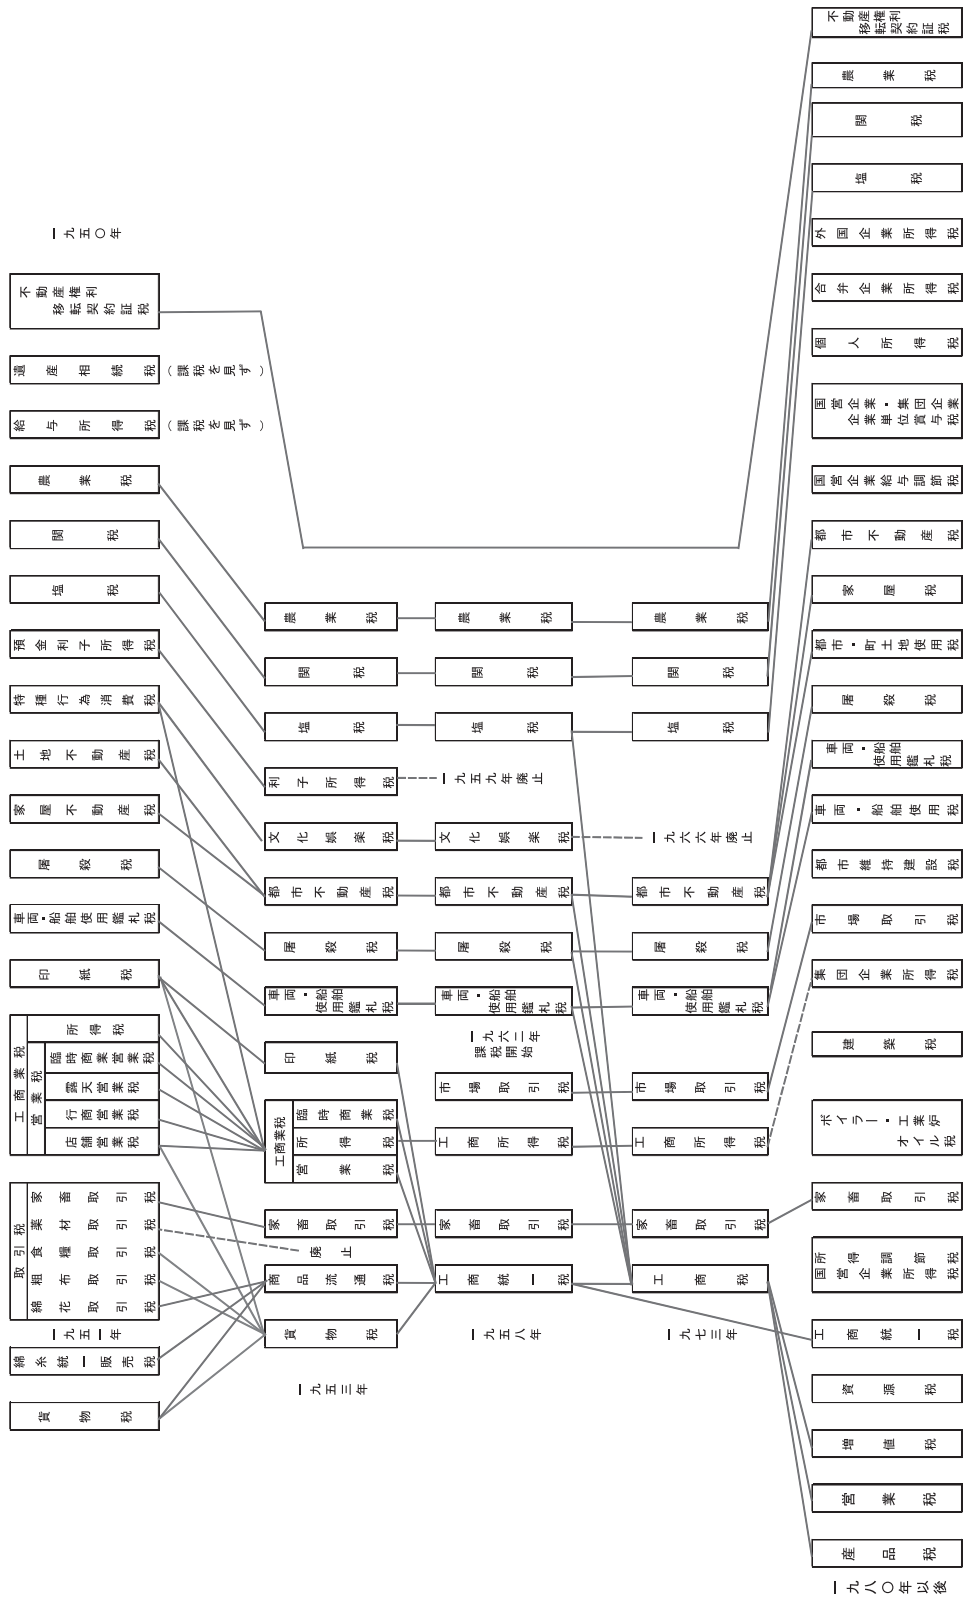 一九五〇年
不動産権利
移転契約証税
遺産相続税
（課税を見ず）
給与所得税
（課税を見ず）
農業税
関税
塩税
預金利子所得税
特種行為消費税
土地不動産税
家屋不動産税
屠殺税
車両・船舶使用鑑札税
印紙税
工商業税
所得税
営業税
臨時商業営業税
露天営業税
行商営業税
店舗営業税
取引税
家畜取引税
薬材取引税
食糧取引税
粗布取引税
綿花取引税
一九五一年
綿糸統一販売税
貨物税
農業税
関税
塩税
利子所得税
文化娯楽税
都市不動産税
屠殺税
車両・船舶
使用鑑札税
印紙税
工商業税
臨時商業税
所得税
営業税
家畜取引税
廃止
商品流通税
貨物税
一九五三年
農業税
関税
塩税
一九五九年廃止
文化娯楽税
都市不動産税
屠殺税
車両・船舶
使用鑑札税
一九六二年
課税開始
市場取引税
工商所得税
家畜取引税
工商統一税
一九五八年
農業税
関税
塩税
一九六六年廃止
都市不動産税
屠殺税
車両・船舶
使用鑑札税
市場取引税
工商所得税
家畜取引税
工商税
一九七三年
不動産権利
移転契約証税
農業税
関税
塩税
外国企業所得税
合弁企業所得税
個人所得税
国営企業・集団企業
企業単位賞与税
国営企業給与調節税
都市不動産税
家屋税
都市・町土地使用税
屠殺税
車両・船舶
使用鑑札税
車両・船舶使用税
都市維持建設税
市場取引税
集団企業所得税
建築税
ボイラー・工業炉
オイル税
家畜取引税
所得調節税
国営企業所得税
工商統一税
資源税
増値税
営業税
産品税
一九八〇年以後